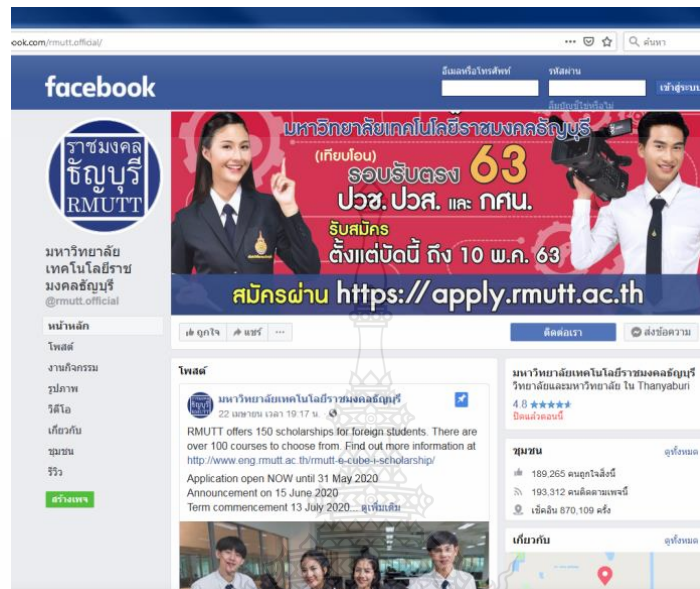 ook.com/rmutt.official/
ค้นหา
facebook
อีเมลหรือโทรศัพท์
รหัสผ่าน
เข้าสู่ระบบ
ลืมบัญชีใช่หรือไม่
ราชมงคล
ธัญบุรี
RMUTT
มหาวิทยาลัยเทคโนโลยีราชมงคลธัญบุรี
(เทียบโอน)
รอบรับตรง 63
ปวช. ปวส. และ กศน.
รับสมัคร
ตั้งแต่บัดนี้ ถึง 10 พ.ค. 63
สมัครผ่าน https://apply.rmutt.ac.th
มหาวิทยาลัย
เทคโนโลยีราช
มงคลธัญบุรี
@rmutt.official
หน้าหลัก
โพสต์
งานกิจกรรม
รูปภาพ
วิดีโอ
เกี่ยวกับ
ชุมชน
รีวิว
สร้างเพจ
ถูกใจ
แชร์
ติดต่อเรา
ส่งข้อความ
โพสต์
มหาวิทยาลัยเทคโนโลยีราชมงคลธัญบุรี
22 เมษายน เวลา 19:17 น.
RMUTT offers 150 scholarships for foreign students. There are
over 100 courses to choose from. Find out more information at
http://www.eng.rmutt.ac.th/rmutt-e-cube-i-scholarship/
Application open NOW until 31 May 2020
Announcement on 15 June 2020
Term commencement 13 July 2020... ดูเพิ่มเติม
มหาวิทยาลัยเทคโนโลยีราชมงคลธัญบุรี
วิทยาลัยและมหาวิทยาลัย ใน Thanyaburi
4.8 ★★★★★
ปิดแล้วตอนนี้
ชุมชน
ดูทั้งหมด
189,265 คนถูกใจสิ่งนี้
193,312 คนติดตามเพจนี้
เช็คอิน 870,109 ครั้ง
เกี่ยวกับ
ดูทั้งหมด